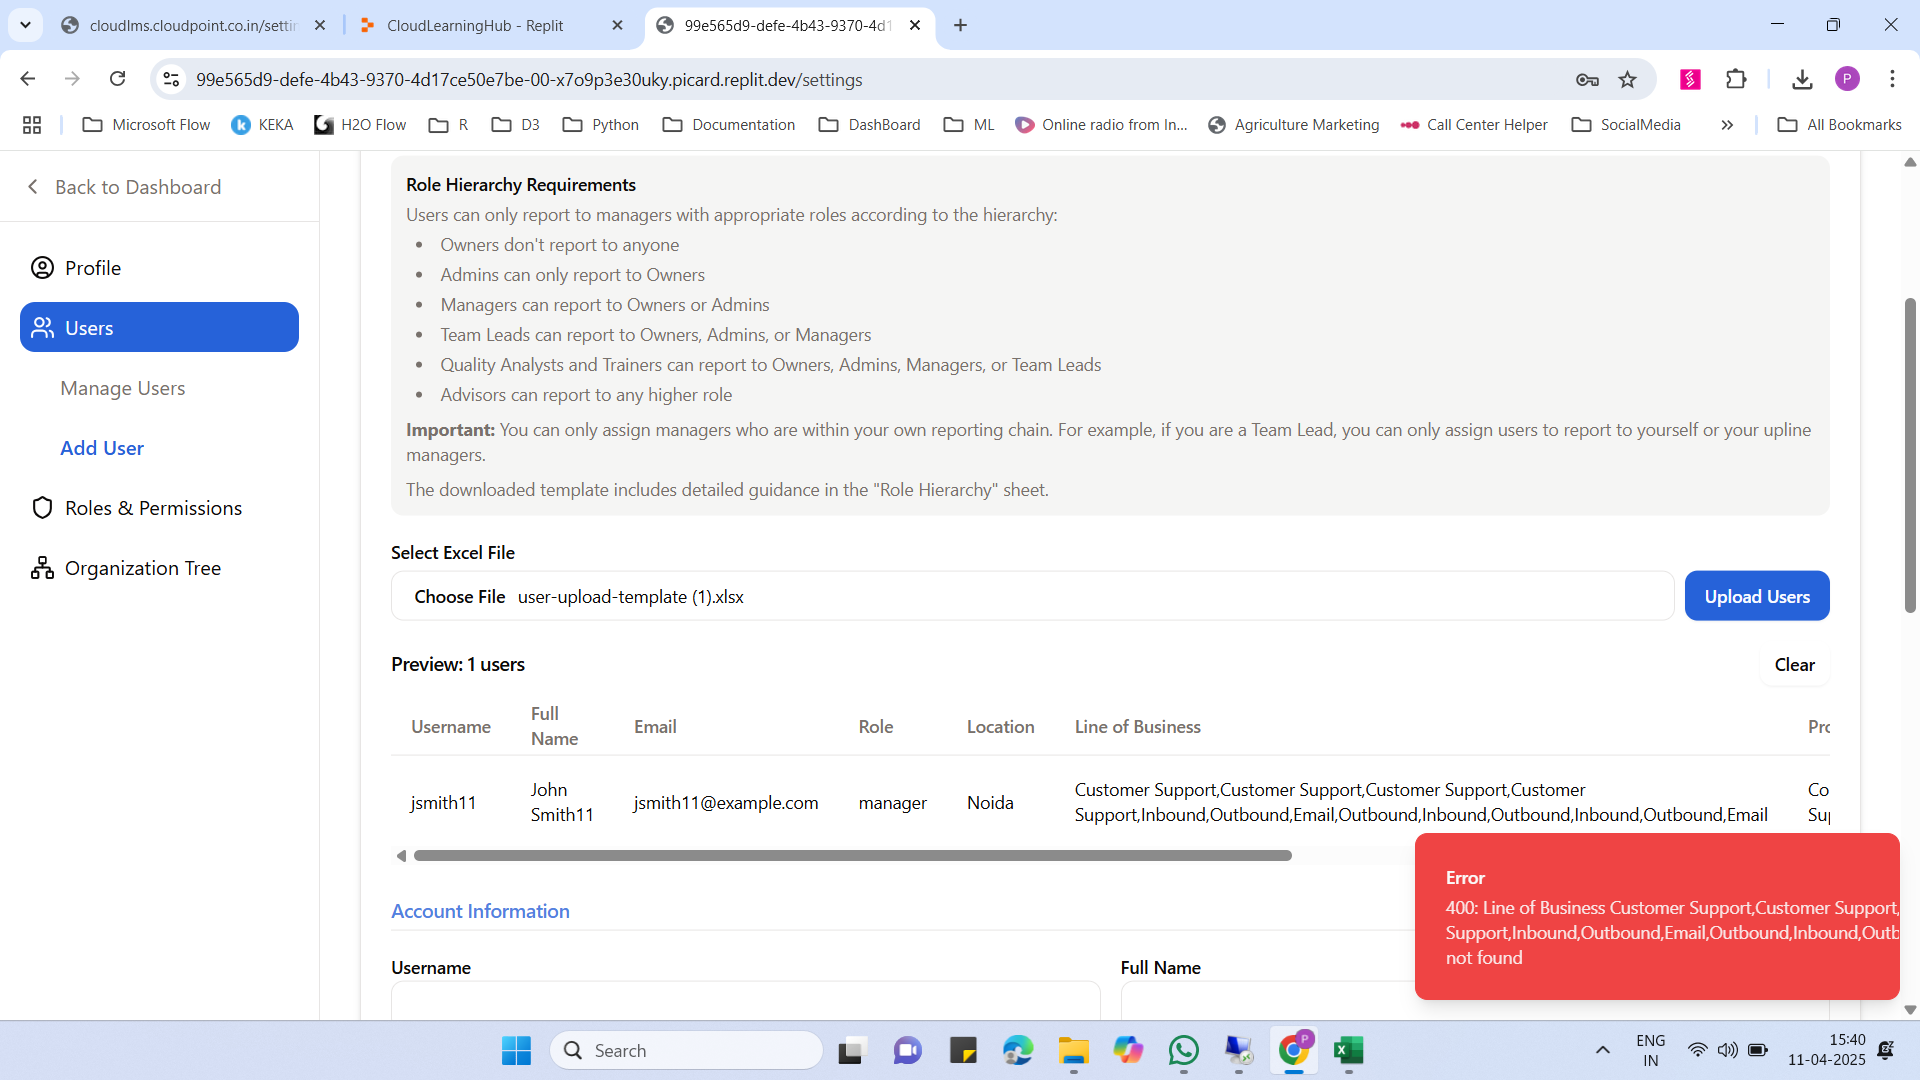 cloudlms.cloudpoint.co.in/settin
CloudLearningHub - Replit
99e565d9-defe-4b43-9370-4d1
99e565d9-defe-4b43-9370-4d17ce50e7be-00-x7o9p3e30uky.picard.replit.dev/settings
P
Microsoft Flow
KEKA
H2O Flow
R
D3
Python
Documentation
DashBoard
ML
Online radio from In...
Agriculture Marketing
Call Center Helper
SocialMedia
All Bookmarks
Back to Dashboard
Profile
Users
Manage Users
Add User
Roles & Permissions
Organization Tree
Role Hierarchy Requirements
Users can only report to managers with appropriate roles according to the hierarchy:
• Owners don't report to anyone
• Admins can only report to Owners
• Managers can report to Owners or Admins
• Team Leads can report to Owners, Admins, or Managers
• Quality Analysts and Trainers can report to Owners, Admins, Managers, or Team Leads
• Advisors can report to any higher role
Important: You can only assign managers who are within your own reporting chain. For example, if you are a Team Lead, you can only assign users to report to yourself or your upline
managers.
The downloaded template includes detailed guidance in the "Role Hierarchy" sheet.
Select Excel File
Choose File user-upload-template (1).xlsx
Upload Users
Preview: 1 users
Clear
Username
Full
Name
Email
Role
Location
Line of Business
Pro
jsmith11
John
Smith11
jsmith11@example.com
manager
Noida
Customer Support,Customer Support,Customer Support,Customer
Support,Inbound,Outbound,Email,Outbound,Inbound,Outbound,Inbound,Outbound,Email
Co
Sup
Account Information
Username
Full Name
Error
400: Line of Business Customer Support,Customer Support,
Support,Inbound,Outbound,Email,Outbound,Inbound,Outb
not found
Search
P
ENG
IN
15:40
11-04-2025